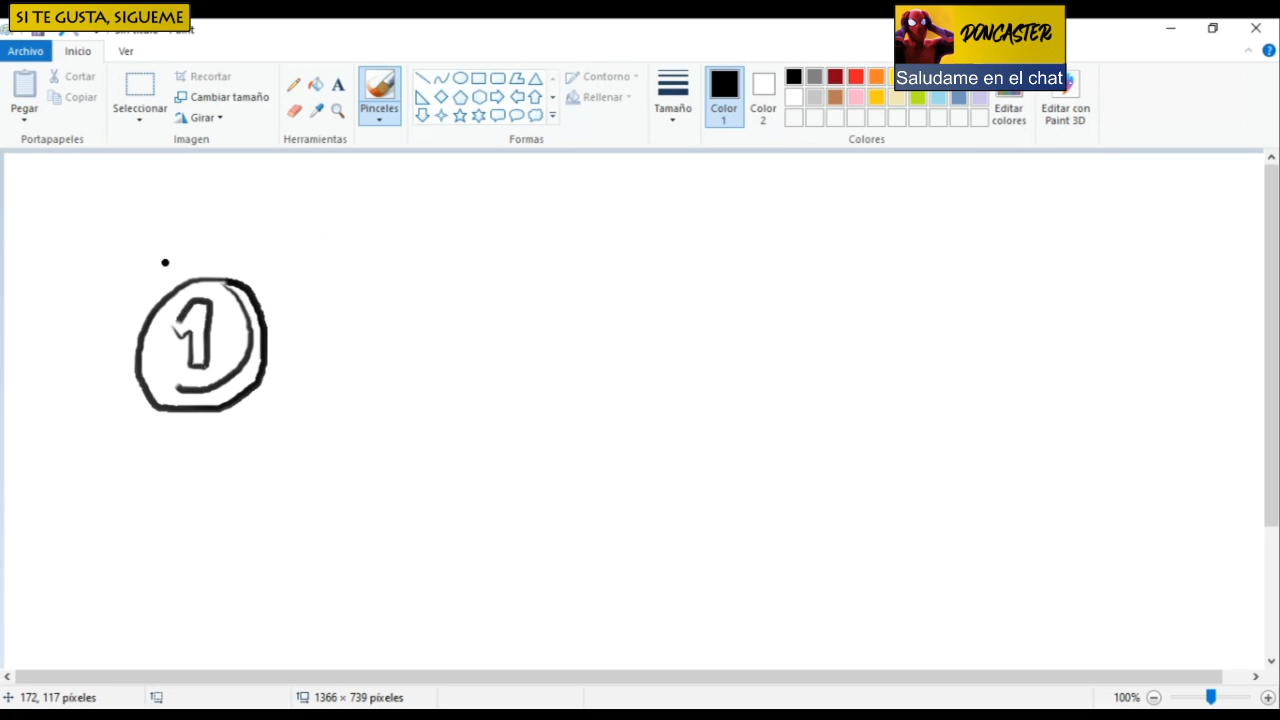 SI TE GUSTA, SIGUEME
DONCASTER
Saludame en el chat
Archivo Inicio Ver
Pegar
Cortar
Copiar
Portapapeles
Seleccionar
Recortar
Cambiar tamaño
Girar
Imagen
A
Herramientas
Pinceles
Contorno
Rellenar
Formas
Tamaño
Color 1
Color 2
Editar colores
Editar con Paint 3D
Colores
1
172, 117 píxeles
1366 × 739 píxeles
100%